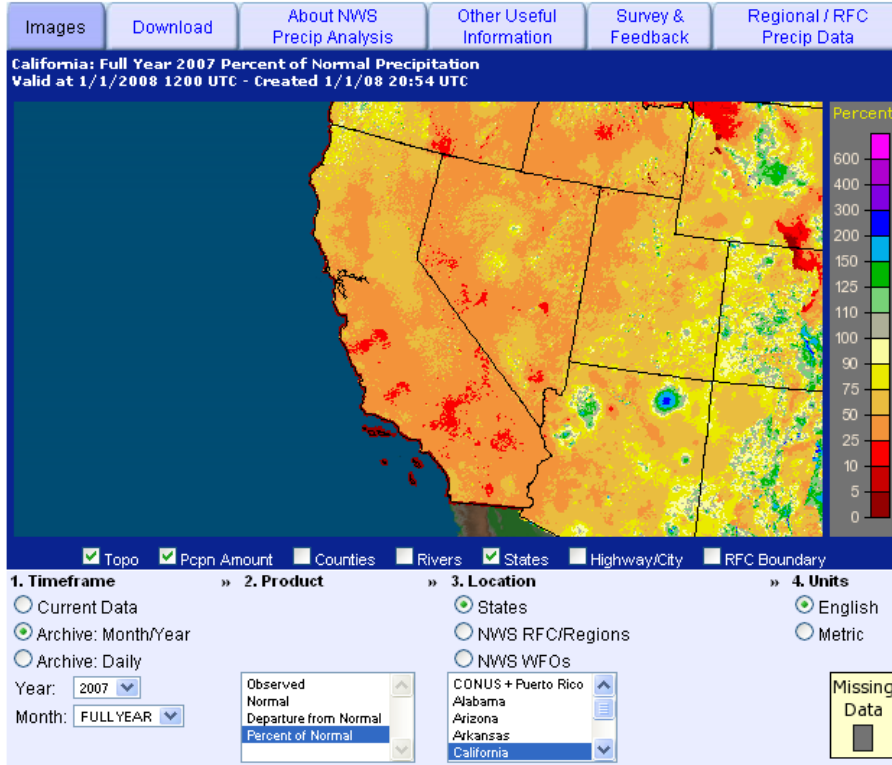 Images
Download
About NWS
Precip Analysis
Other Useful
Information
Survey &
Feedback
Regional / RFC
Precip Data
California: Full Year 2007 Percent of Normal Precipitation
Valid at 1/1/2008 1200 UTC - Created 1/1/08 20:54 UTC
Percent
600
400
300
200
150
125
110
100
90
75
50
25
10
5
0
Topo Pcpn Amount Counties Rivers States Highway/City RFC Boundary
1. Timeframe » 2. Product » 3. Location » 4. Units
Current Data
Archive: Month/Year
Archive: Daily
Year: 2007
Month: FULL YEAR
Observed
Normal
Departure from Normal
Percent of Normal
States
NWS RFC/Regions
NWS WFOs
CONUS + Puerto Rico
Alabama
Arizona
Arkansas
California
English
Metric
Missing
Data